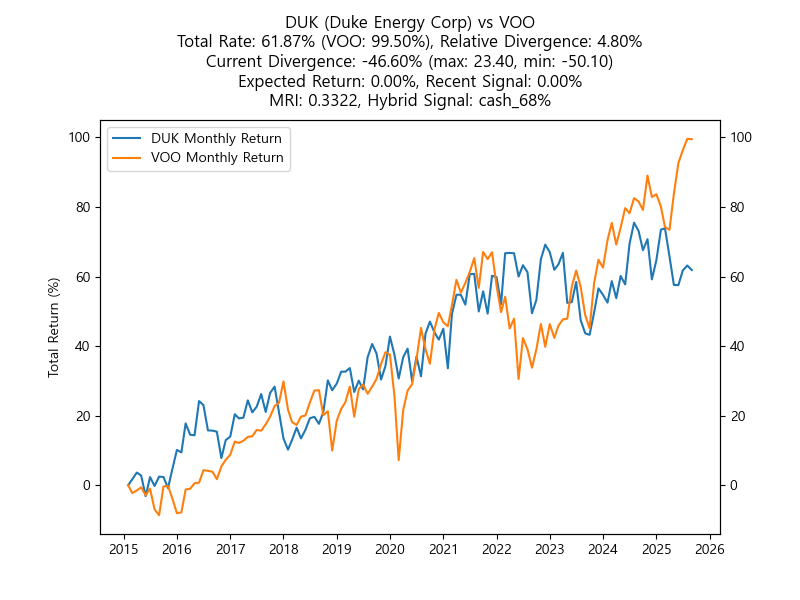 DUK (Duke Energy Corp) vs VOO
Total Rate: 61.87% (VOO: 99.50%), Relative Divergence: 4.80%
Current Divergence: -46.60% (max: 23.40, min: -50.10)
Expected Return: 0.00%, Recent Signal: 0.00%
MRI: 0.3322, Hybrid Signal: cash_68%
DUK Monthly Return
VOO Monthly Return
Total Return (%)
100
80
60
40
20
0
100
80
60
40
20
0
2015 2016 2017 2018 2019 2020 2021 2022 2023 2024 2025 2026